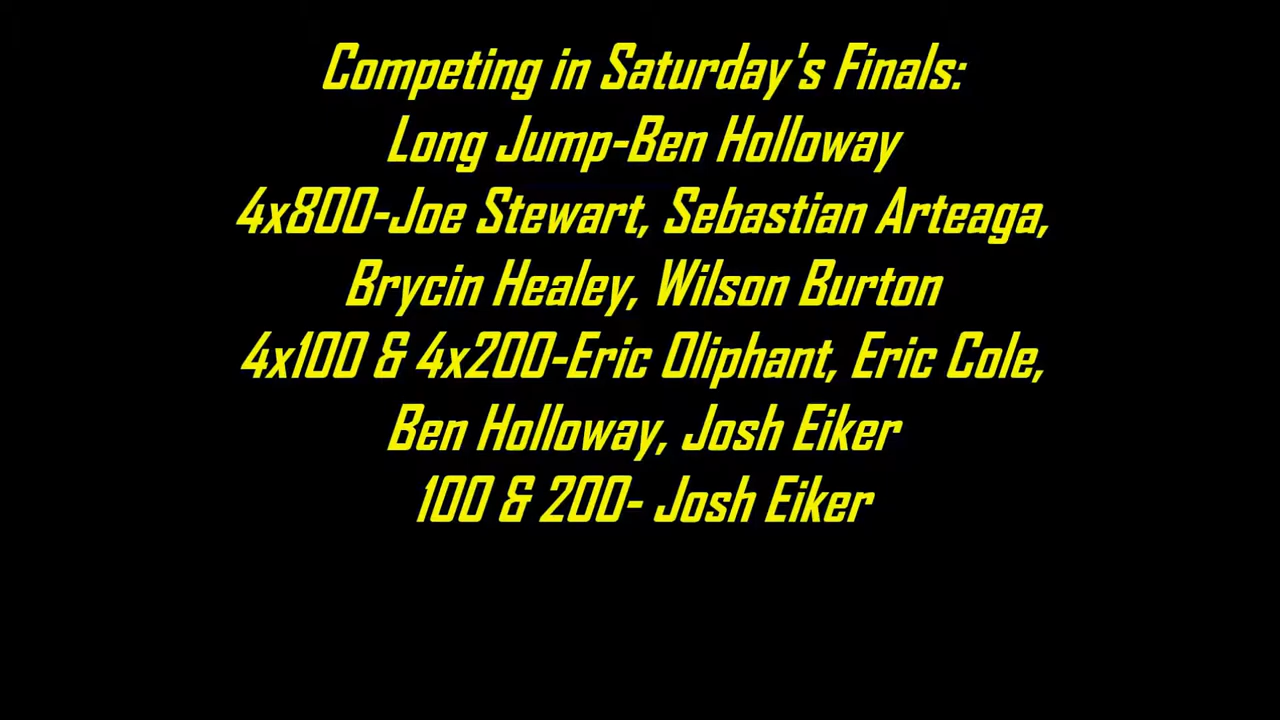 Competing in Saturday's Finals:
Long Jump-Ben Holloway
4x800-Joe Stewart, Sebastian Arteaga,
Brycin Healey, Wilson Burton
4x100 & 4x200-Eric Oliphant, Eric Cole,
Ben Holloway, Josh Eiker
100 & 200- Josh Eiker